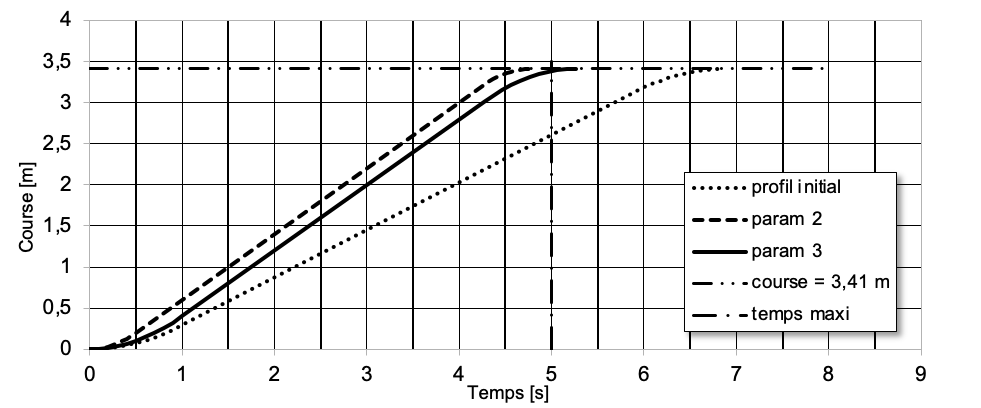 4
3,5
3
2,5
2
1,5
1
0,5
0
Course [m]
0 1 2 3 4 5 6 7 8 9
Temps [s]
profil initial
param 2
param 3
course = 3,41 m
temps maxi